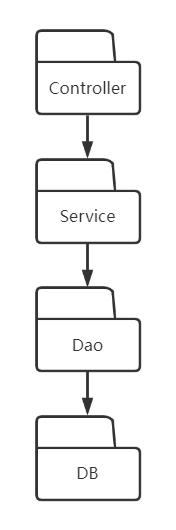 Controller
Service
Dao
DB